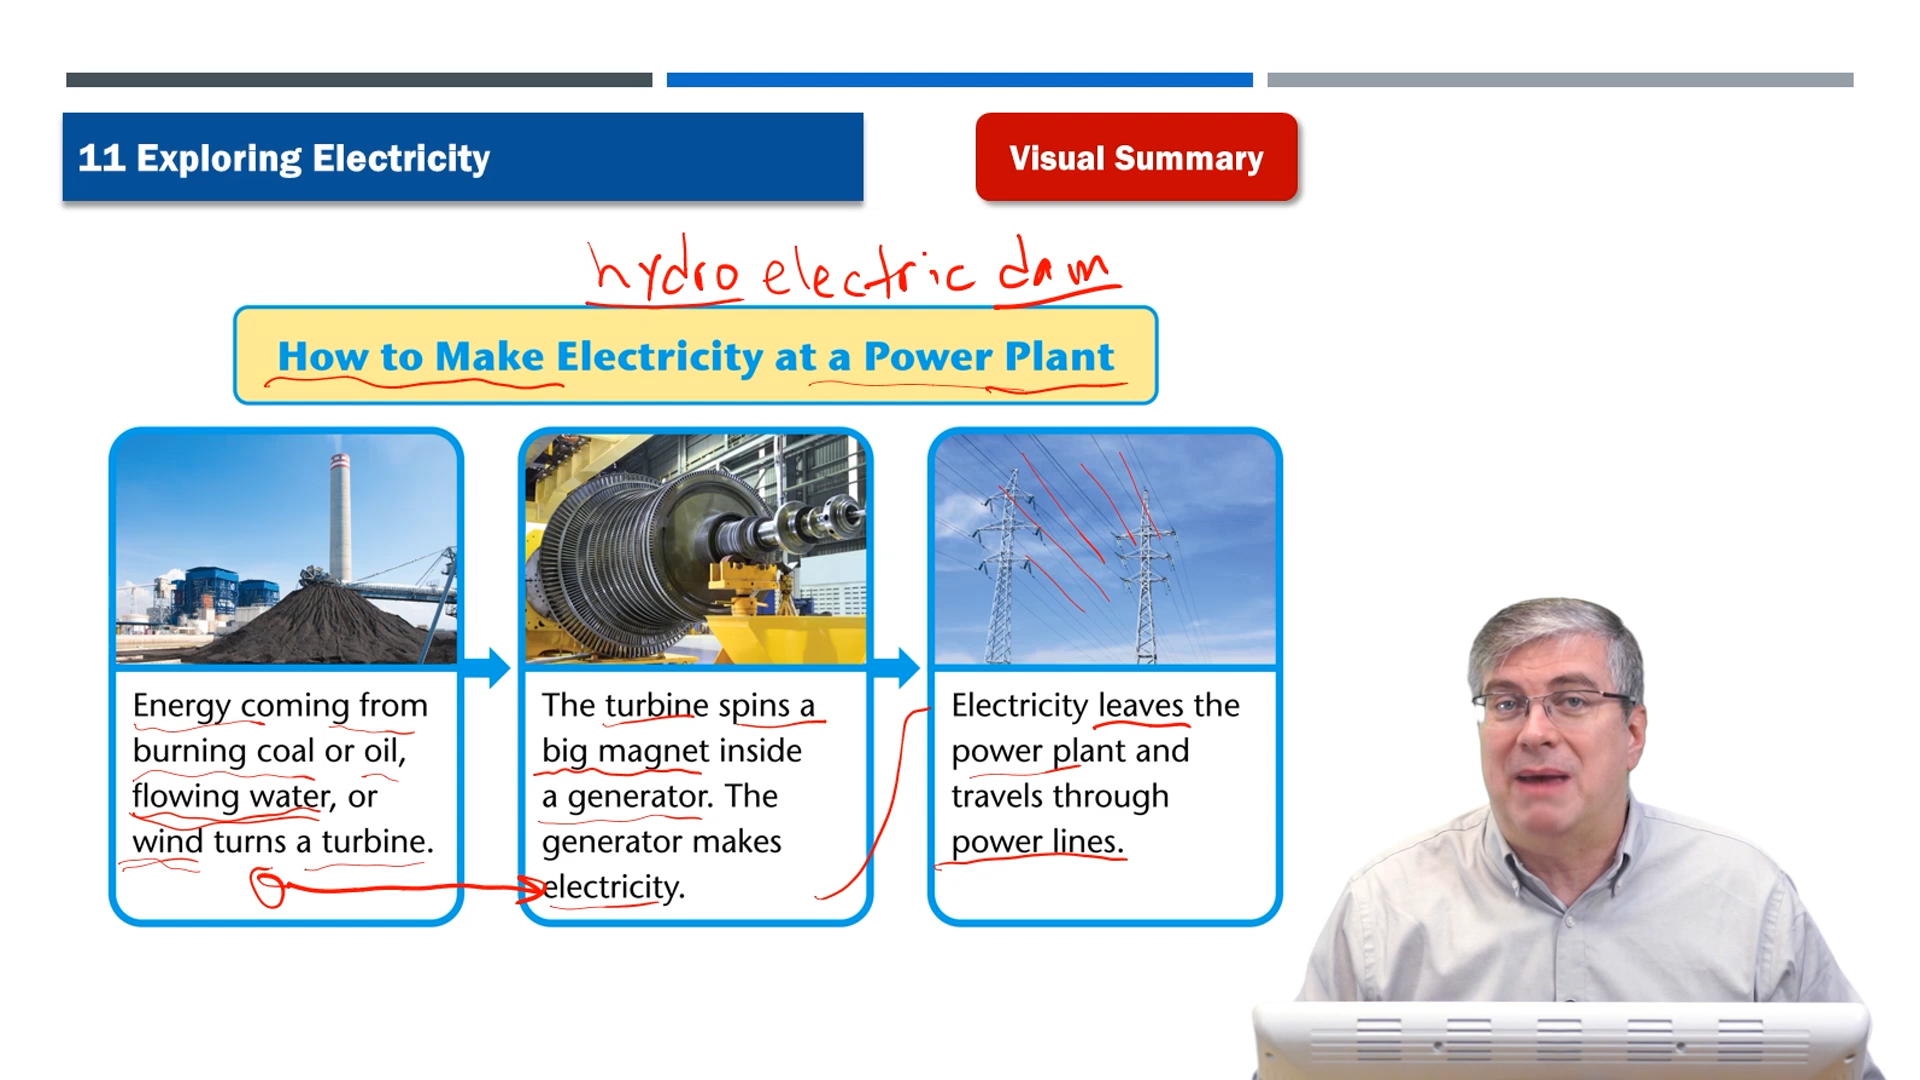 11 Exploring Electricity
Visual Summary
hydro electric dam
How to Make Electricity at a Power Plant
Energy coming from
burning coal or oil,
flowing water, or
wind turns a turbine.
The turbine spins a
big magnet inside
a generator. The
generator makes
electricity.
Electricity leaves the
power plant and
travels through
power lines.